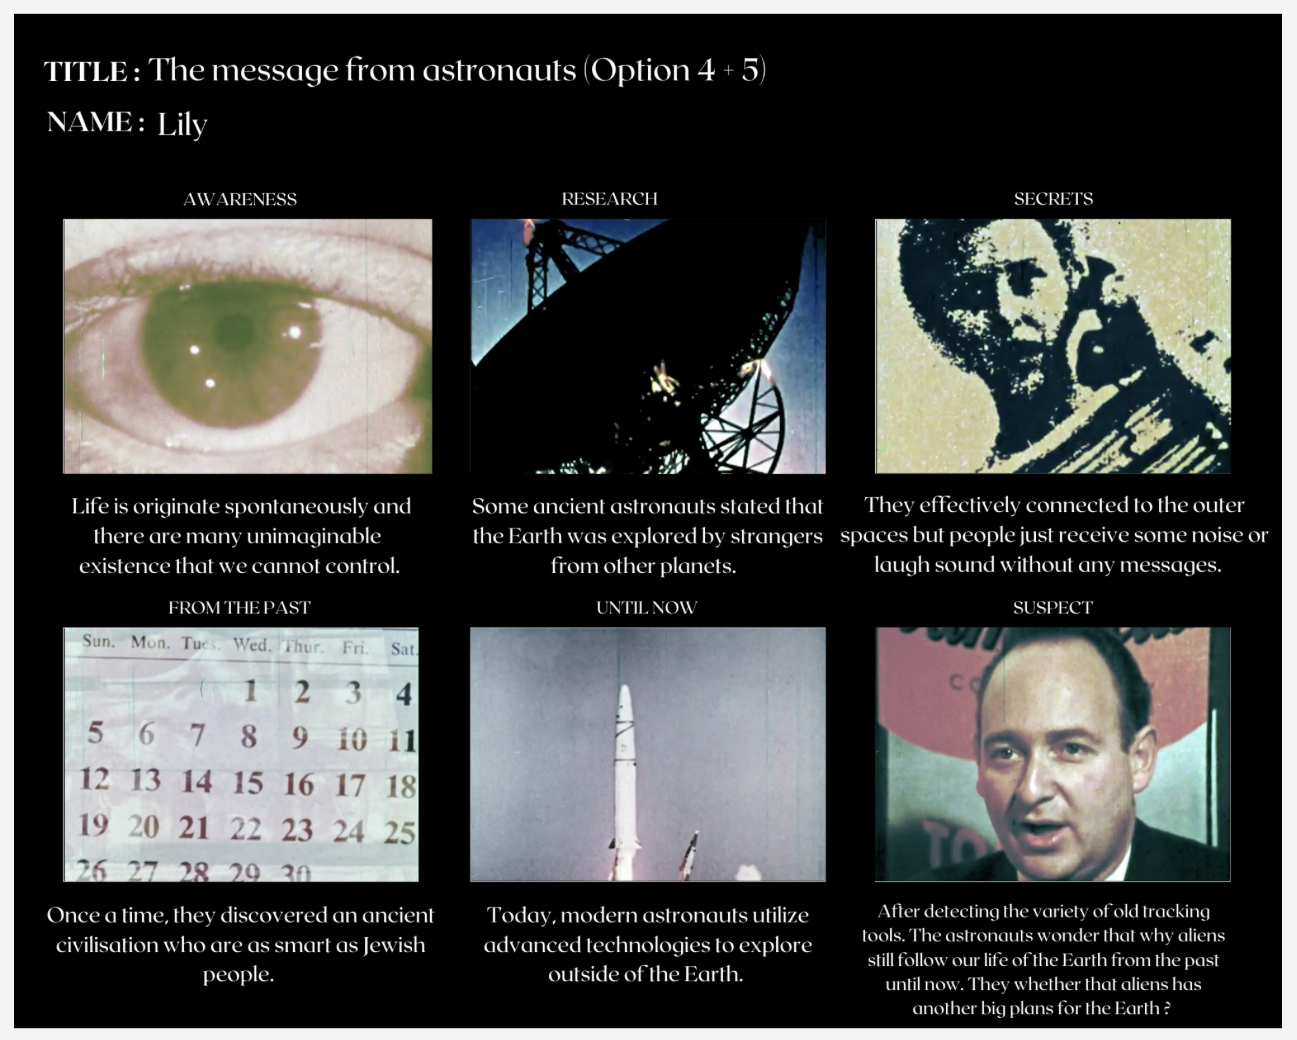 TITLE : The message from astronauts (Option 4 + 5)
NAME : Lily
AWARENESS
Life is originate spontaneously and
there are many unimaginable
existence that we cannot control.
RESEARCH
Some ancient astronauts stated that
the Earth was explored by strangers
from other planets.
SECRETS
They effectively connected to the outer
spaces but people just receive some noise or
laugh sound without any messages.
FROM THE PAST
Sun. Mon. Tues. Wed. Thur. Fri. Sat.
1 2 3 4
5 6 7 8 9 10 11
12 13 14 15 16 17 18
19 20 21 22 23 24 25
26 27 28 29 30
Once a time, they discovered an ancient
civilisation who are as smart as Jewish
people.
UNTIL NOW
Today, modern astronauts utilize
advanced technologies to explore
outside of the Earth.
SUSPECT
After detecting the variety of old tracking
tools. The astronauts wonder that why aliens
still follow our life of the Earth from the past
until now. They whether that aliens has
another big plans for the Earth ?